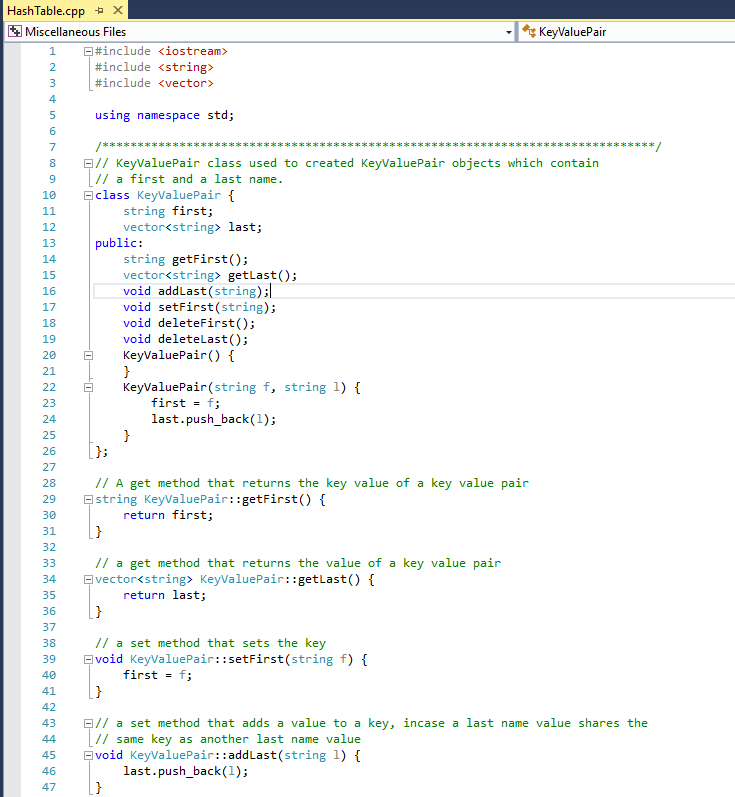 HashTable.cpp
Miscellaneous Files KeyValuePair
1 #include <iostream>
2 #include <string>
3 #include <vector>
4
5 using namespace std;
6
7 /*******************************************************************************/
8 // KeyValuePair class used to created KeyValuePair objects which contain
9 // a first and a last name.
10 class KeyValuePair {
11     string first;
12     vector<string> last;
13 public:
14     string getFirst();
15     vector<string> getLast();
16     void addLast(string);
17     void setFirst(string);
18     void deleteFirst();
19     void deleteLast();
20     KeyValuePair() {
21     }
22     KeyValuePair(string f, string l) {
23         first = f;
24         last.push_back(l);
25     }
26 };
27
28 // A get method that returns the key value of a key value pair
29 string KeyValuePair::getFirst() {
30     return first;
31 }
32
33 // a get method that returns the value of a key value pair
34 vector<string> KeyValuePair::getLast() {
35     return last;
36 }
37
38 // a set method that sets the key
39 void KeyValuePair::setFirst(string f) {
40     first = f;
41 }
42
43 // a set method that adds a value to a key, incase a last name value shares the
44 // same key as another last name value
45 void KeyValuePair::addLast(string l) {
46     last.push_back(l);
47 }